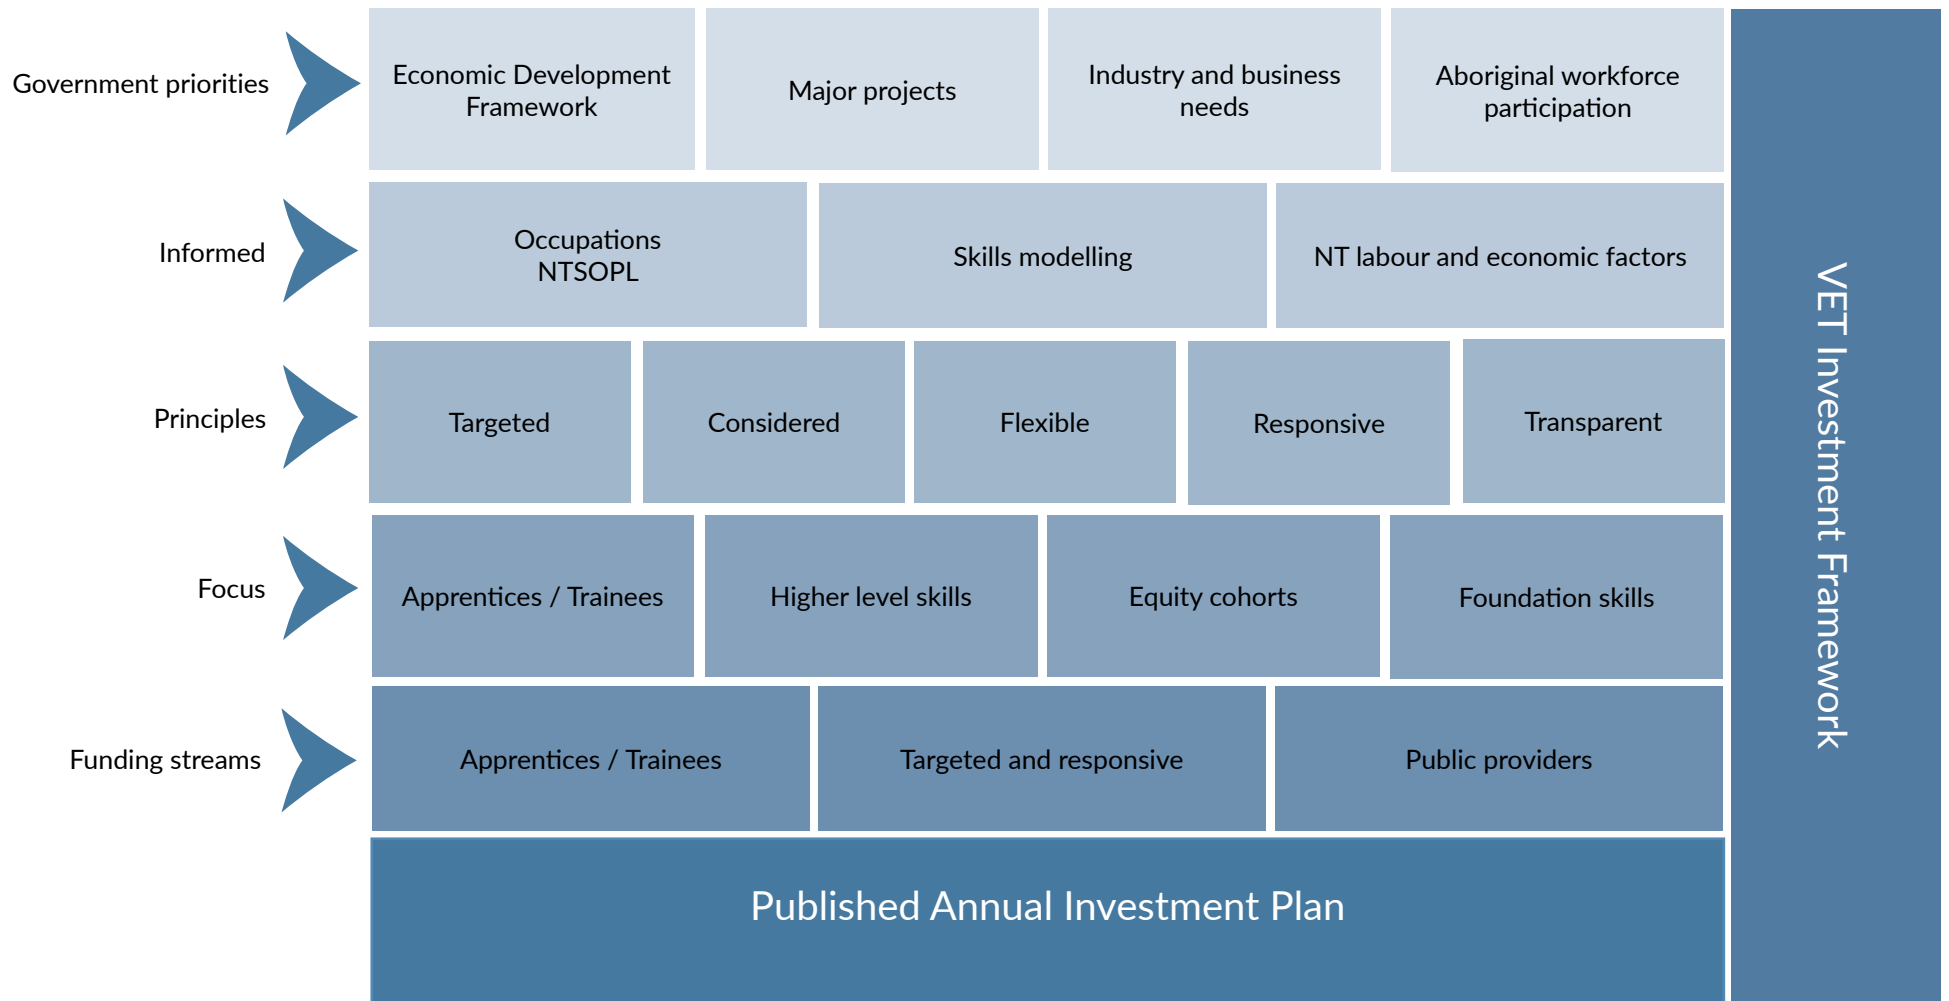 Government priorities
Economic Development
Framework
Major projects
Industry and business
needs
Aboriginal workforce
participation
Informed
Occupations
NTSOPL
Skills modelling
NT labour and economic factors
Principles
Targeted
Considered
Flexible
Responsive
Transparent
Focus
Apprentices / Trainees
Higher level skills
Equity cohorts
Foundation skills
Funding streams
Apprentices / Trainees
Targeted and responsive
Public providers
Published Annual Investment Plan
VET Investment Framework